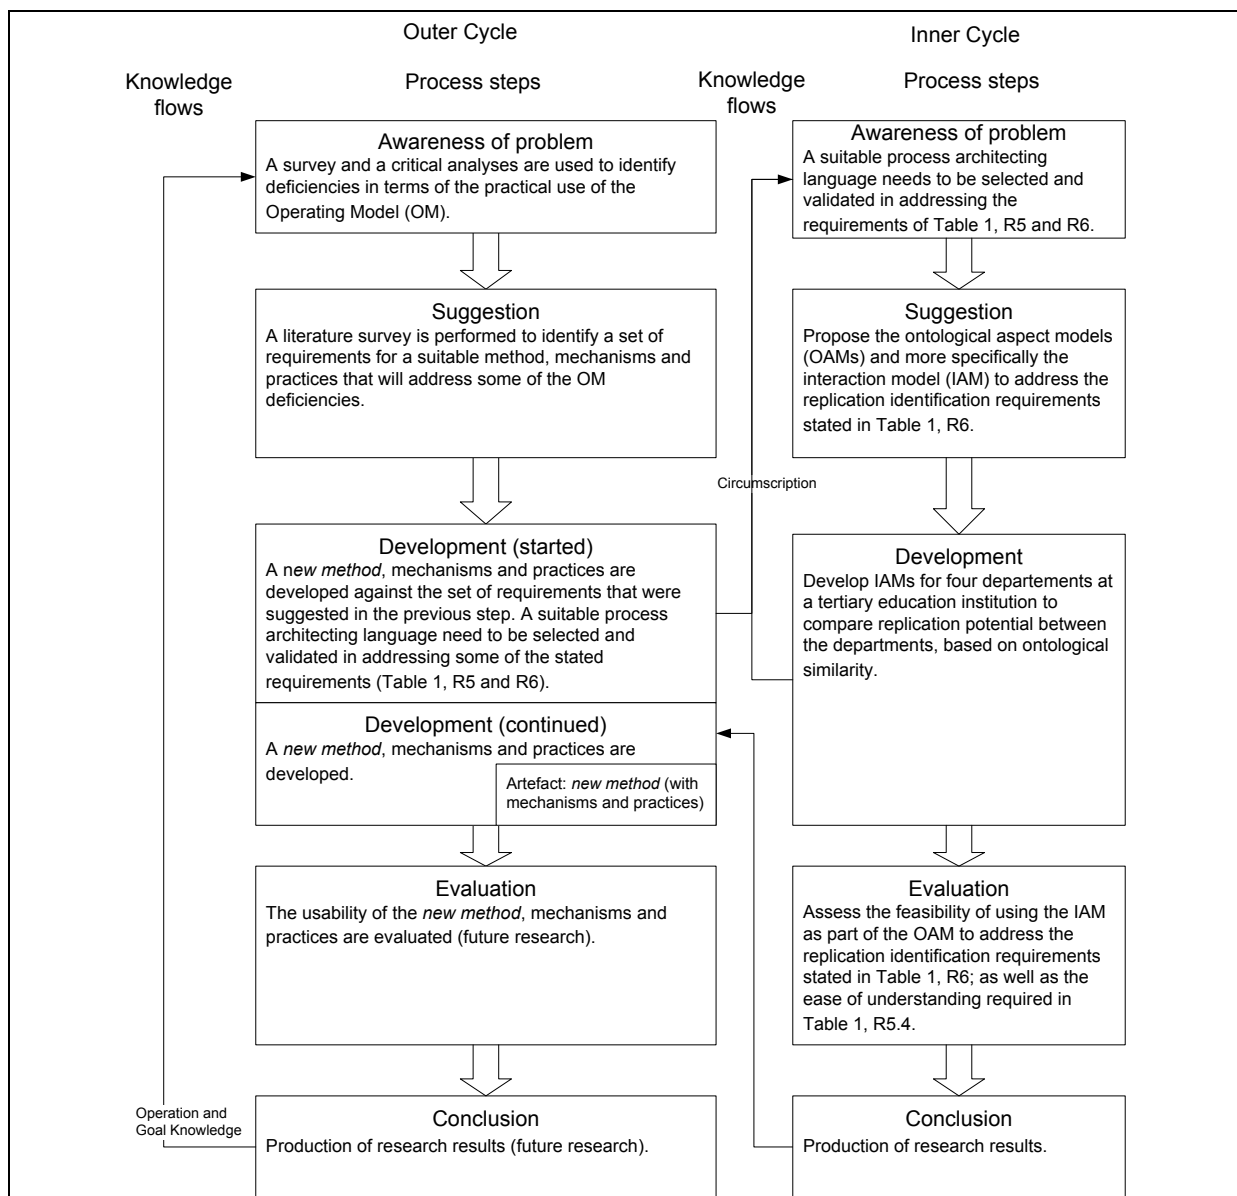 Outer Cycle
Inner Cycle
Knowledge
flows
Process steps
Knowledge
flows
Process steps
Awareness of problem
A survey and a critical analyses are used to identify
deficiencies in terms of the practical use of the
Operating Model (OM).
Suggestion
A literature survey is performed to identify a set of
requirements for a suitable method, mechanisms and
practices that will address some of the OM
deficiencies.
Development (started)
A new method, mechanisms and practices are
developed against the set of requirements that were
suggested in the previous step. A suitable process
architecting language need to be selected and
validated in addressing some of the stated
requirements (Table 1, R5 and R6).
Development (continued)
A new method, mechanisms and practices are
developed.
Artefact: new method (with
mechanisms and practices)
Evaluation
The usability of the new method, mechanisms and
practices are evaluated (future research).
Operation and
Goal Knowledge
Conclusion
Production of research results (future research).
Circumscription
Awareness of problem
A suitable process architecting
language needs to be selected and
validated in addressing the
requirements of Table 1, R5 and R6.
Suggestion
Propose the ontological aspect models
(OAMs) and more specifically the
interaction model (IAM) to address the
replication identification requirements
stated in Table 1, R6.
Development
Develop IAMs for four departements at
a tertiary education institution to
compare replication potential between
the departments, based on ontological
similarity.
Evaluation
Assess the feasibility of using the IAM
as part of the OAM to address the
replication identification requirements
stated in Table 1, R6; as well as the
ease of understanding required in
Table 1, R5.4.
Conclusion
Production of research results.